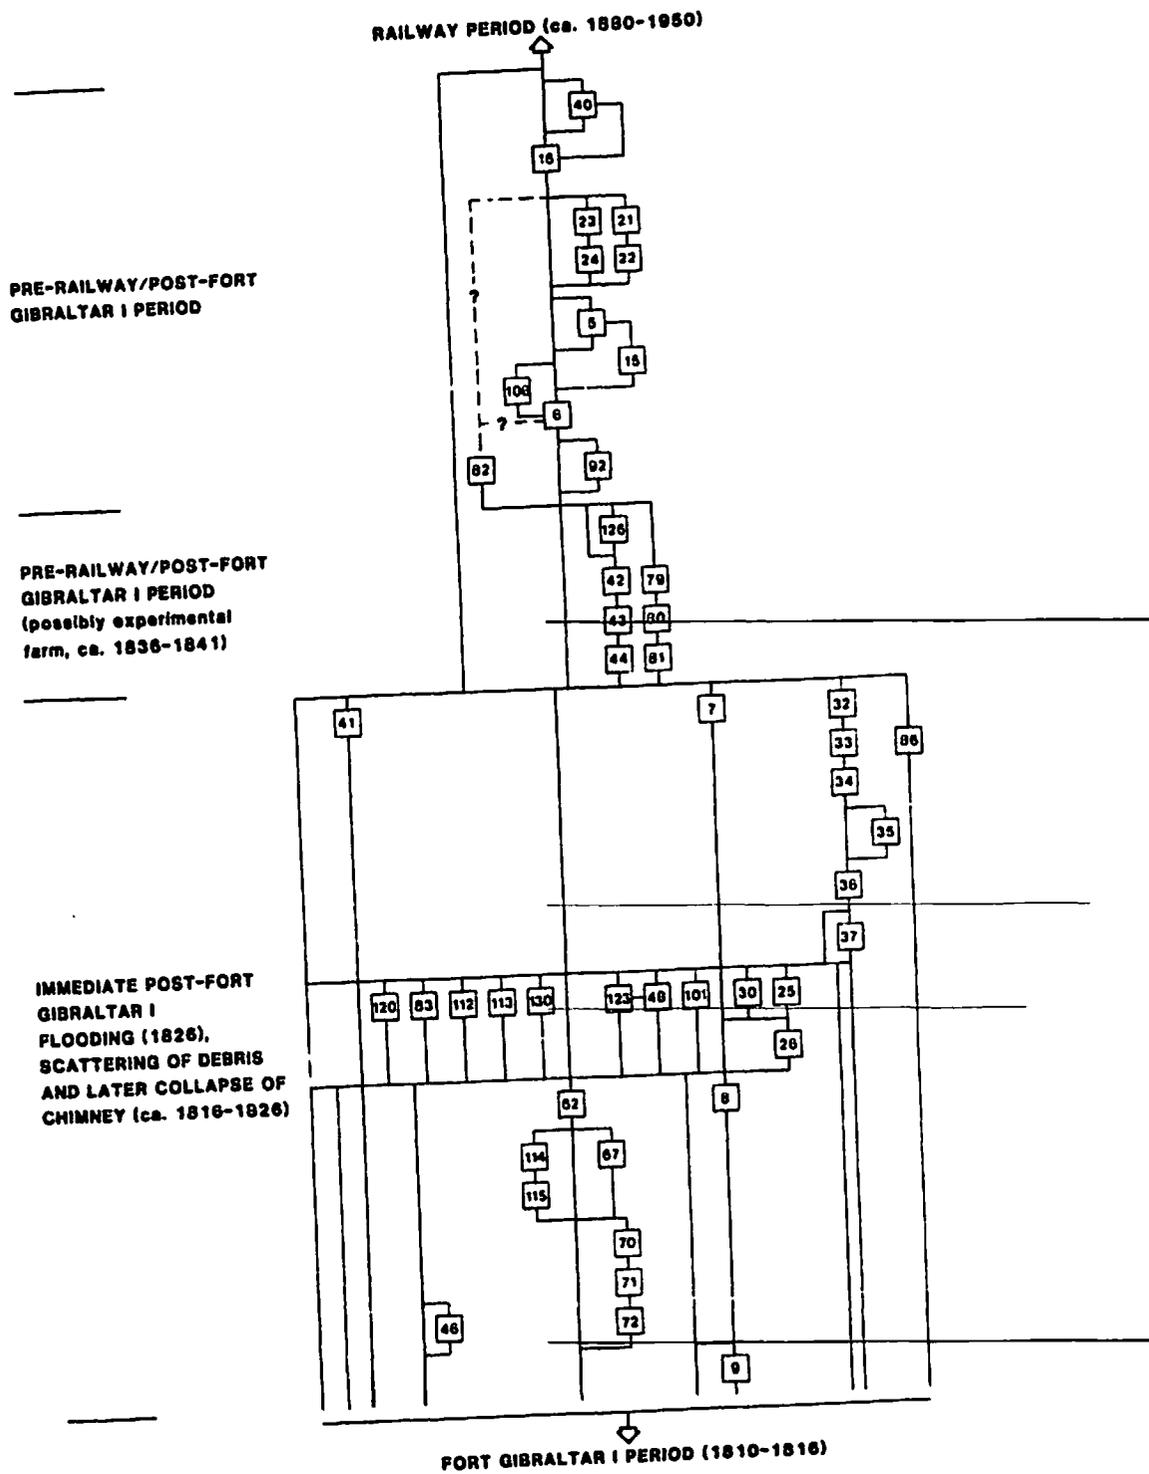 RAILWAY PERIOD (ca. 1880-1950)
40
16
23 21
24 22
PRE-RAILWAY/POST-FORT
GIBRALTAR I PERIOD
?
5
15
106
6
?
82
92
126
PRE-RAILWAY/POST-FORT
GIBRALTAR I PERIOD
(possibly experimental
farm, ca. 1836-1841)
42 79
43 80
44 81
41
7
32
33
86
34
35
36
37
IMMEDIATE POST-FORT
GIBRALTAR I
FLOODING (1826),
SCATTERING OF DEBRIS
AND LATER COLLAPSE OF
CHIMNEY (ca. 1816-1826)
120 83 112 113 130 123 48 101 30 25
26
62
8
114 67
115
70
71
72
46
9
FORT GIBRALTAR I PERIOD (1810-1816)